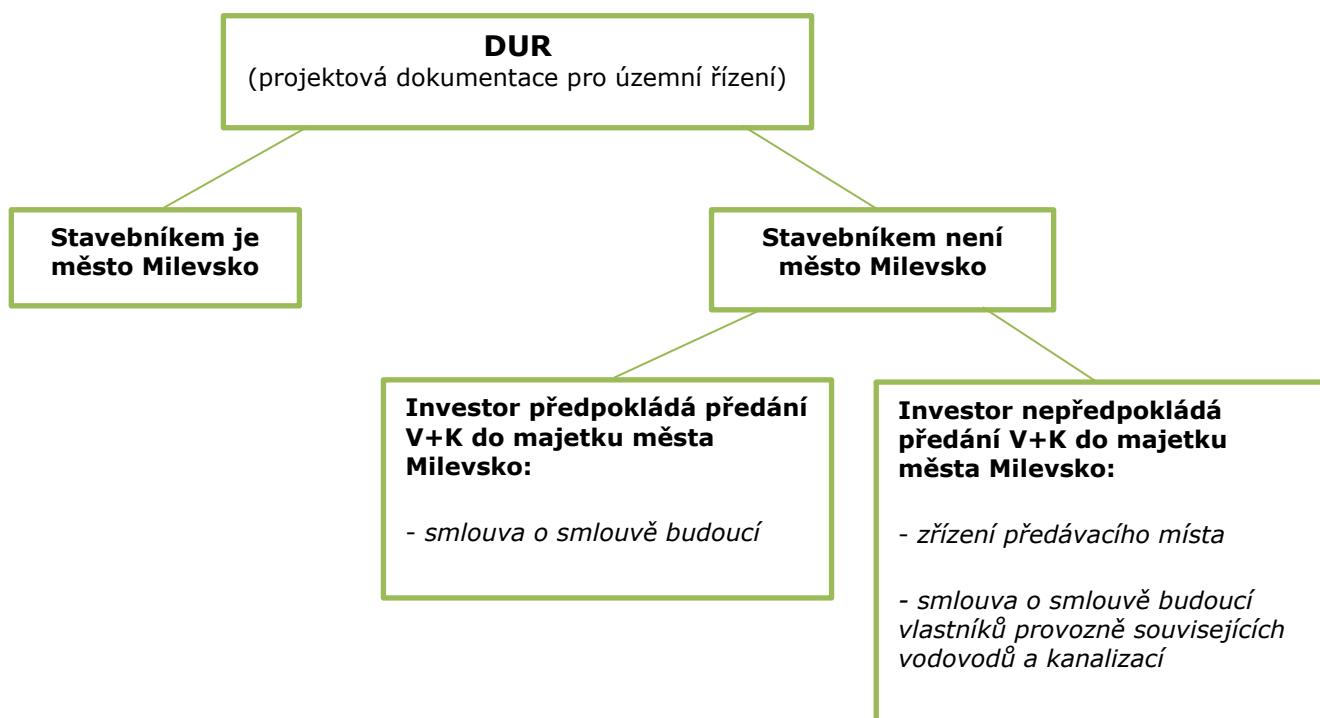 DUR
(projektová dokumentace pro územní řízení)
Stavebníkem je
město Milevsko
Stavebníkem není
město Milevsko
Investor předpokládá předání
V+K do majetku města
Milevsko:
- smlouva o smlouvě budoucí
Investor nepředpokládá
předání V+K do majetku
města Milevsko:
- zřízení předávacího místa
- smlouva o smlouvě budoucí
vlastníků provozně souvisejících
vodovodů a kanalizací